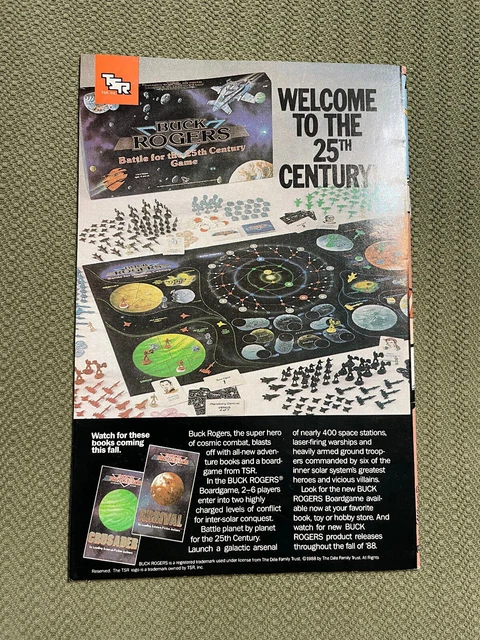 TSR
TSR, Inc.
WELCOME
TO THE
25TH
CENTURY!
BUCK
ROGERS
Battle for the 25th Century
Game
Watch for these
books coming
this fall.
CRUSADER
ARRIVAL
Buck Rogers, the super hero
of cosmic combat, blasts
off with all-new adven-
ture books and a board-
game from TSR.
In the BUCK ROGERS®
Boardgame, 2–6 players
enter into two highly
charged levels of conflict
for inter-solar conquest.
Battle planet by planet
for the 25th Century.
Launch a galactic arsenal
of nearly 400 space stations,
laser-firing warships and
heavily armed ground troop-
ers commanded by six of the
inner solar system's greatest
heroes and vicious villains.
Look for the new BUCK
ROGERS Boardgame avail-
able now at your favorite
book, toy or hobby store. And
watch for new BUCK
ROGERS product releases
throughout the fall of '88.
BUCK ROGERS is a registered trademark used under license from The Dille Family Trust. ©1988 by The Dille Family Trust. All Rights
Reserved. The TSR logo is a trademark owned by TSR, Inc.